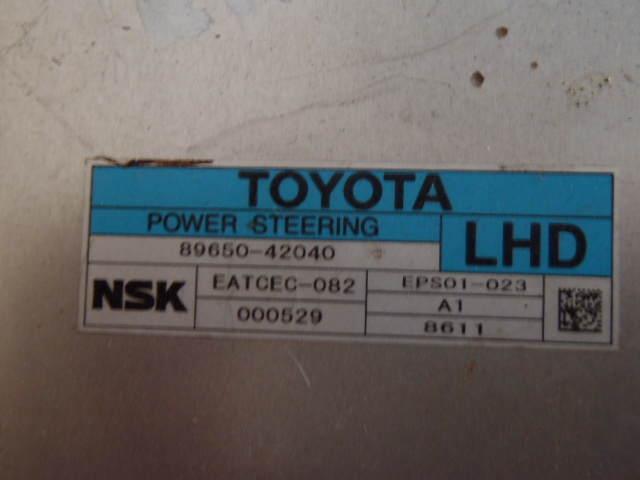 TOYOTA
POWER STEERING
89650-42040
LHD
NSK
EATCEC-082
000529
EPS01-023
A1
8611